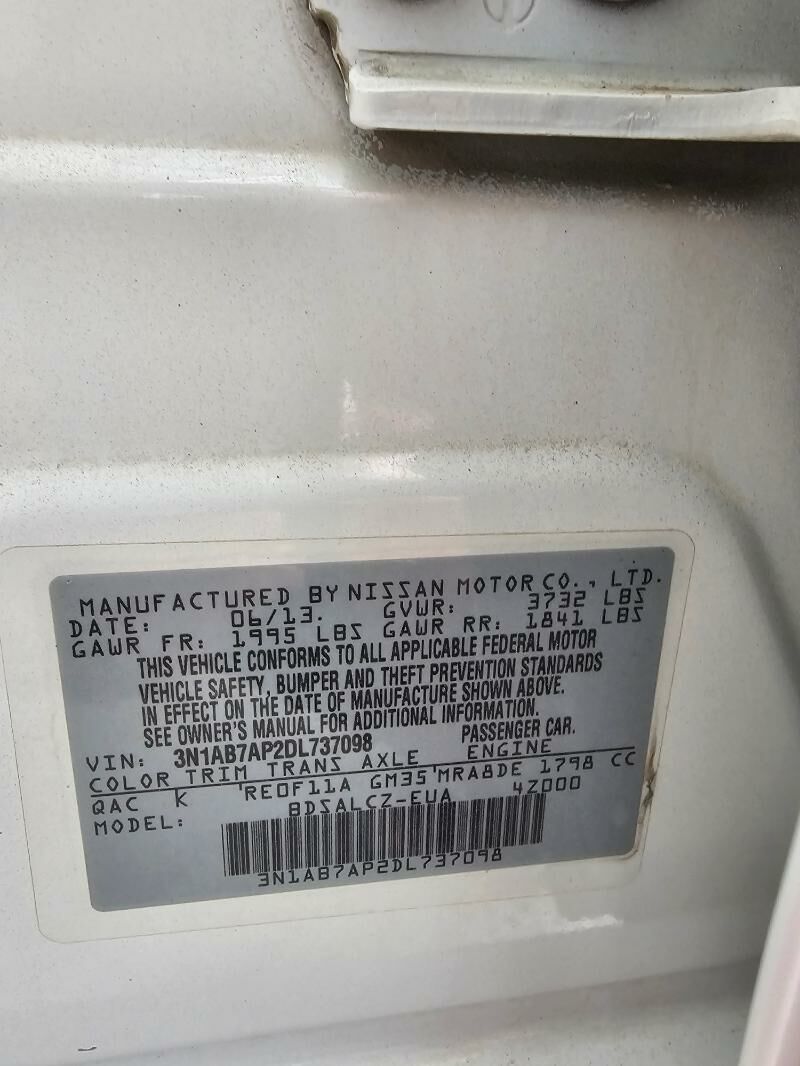 MANUFACTURED BY NISSAN MOTOR CO., LTD.
DATE: 06/13. GVWR: 3732 LBS
GAWR FR: 1995 LBS GAWR RR: 1841 LBS
THIS VEHICLE CONFORMS TO ALL APPLICABLE FEDERAL MOTOR
VEHICLE SAFETY, BUMPER AND THEFT PREVENTION STANDARDS
IN EFFECT ON THE DATE OF MANUFACTURE SHOWN ABOVE.
SEE OWNER'S MANUAL FOR ADDITIONAL INFORMATION.
VIN: 3N1AB7AP2DL737098 PASSENGER CAR.
COLOR TRIM TRANS AXLE ENGINE
QAC K RE0F11A GM35 MRA8DE 1798 CC
MODEL: BDSALCZ-EUA 4Z000
3N1AB7AP2DL737098